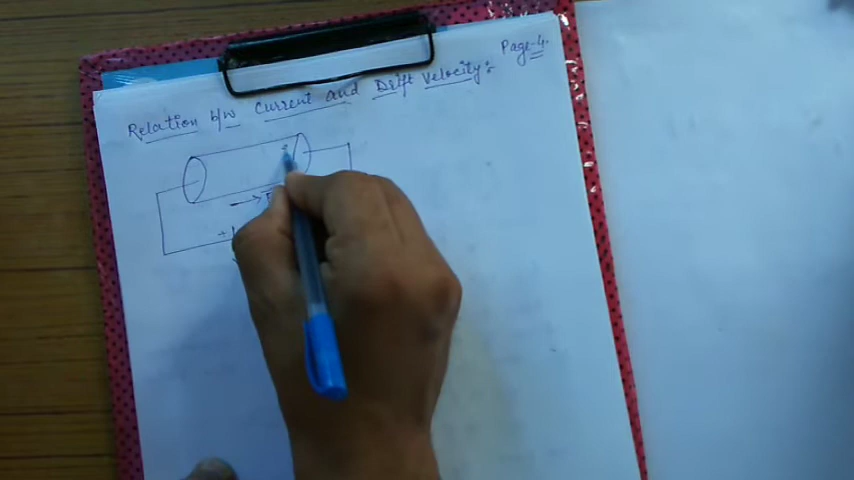 Page-4.
Relation b/w Current and Drift Velocity:-
→ E
+